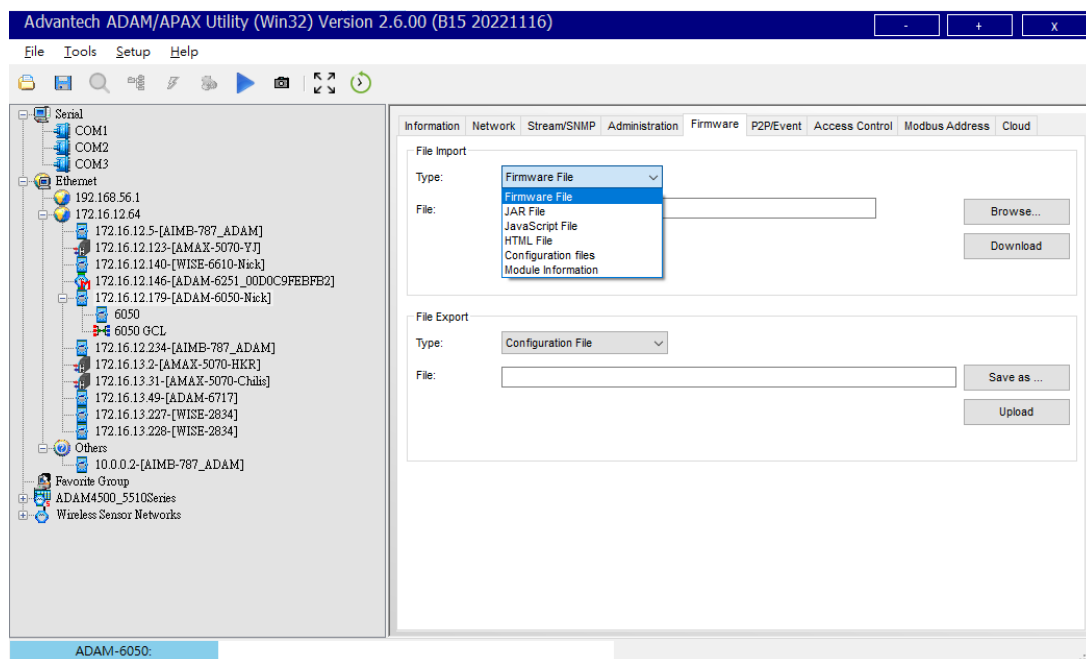 Advantech ADAM/APAX Utility (Win32) Version 2.6.00 (B15 20221116)
- + x
File Tools Setup Help
Serial
COM1
COM2
COM3
Ethernet
192.168.56.1
172.16.12.64
172.16.12.5-[AIMB-787_ADAM]
172.16.12.123-[AMAX-5070-YJ]
172.16.12.140-[WISE-6610-Nick]
172.16.12.146-[ADAM-6251_00D0C9FEBFB2]
172.16.12.179-[ADAM-6050-Nick]
6050
6050 GCL
172.16.12.234-[AIMB-787_ADAM]
172.16.13.2-[AMAX-5070-HKR]
172.16.13.31-[AMAX-5070-Chilis]
172.16.13.49-[ADAM-6717]
172.16.13.227-[WISE-2834]
172.16.13.228-[WISE-2834]
Others
10.0.0.2-[AIMB-787_ADAM]
Favorite Group
ADAM4500_5510Series
Wireless Sensor Networks
Information Network Stream/SNMP Administration Firmware P2P/Event Access Control Modbus Address Cloud
File Import
Type: Firmware File
Firmware File
File: JAR File Browse...
JavaScript File
HTML File Download
Configuration files
Module Information
File Export
Type: Configuration File
File: Save as ...
Upload
ADAM-6050: